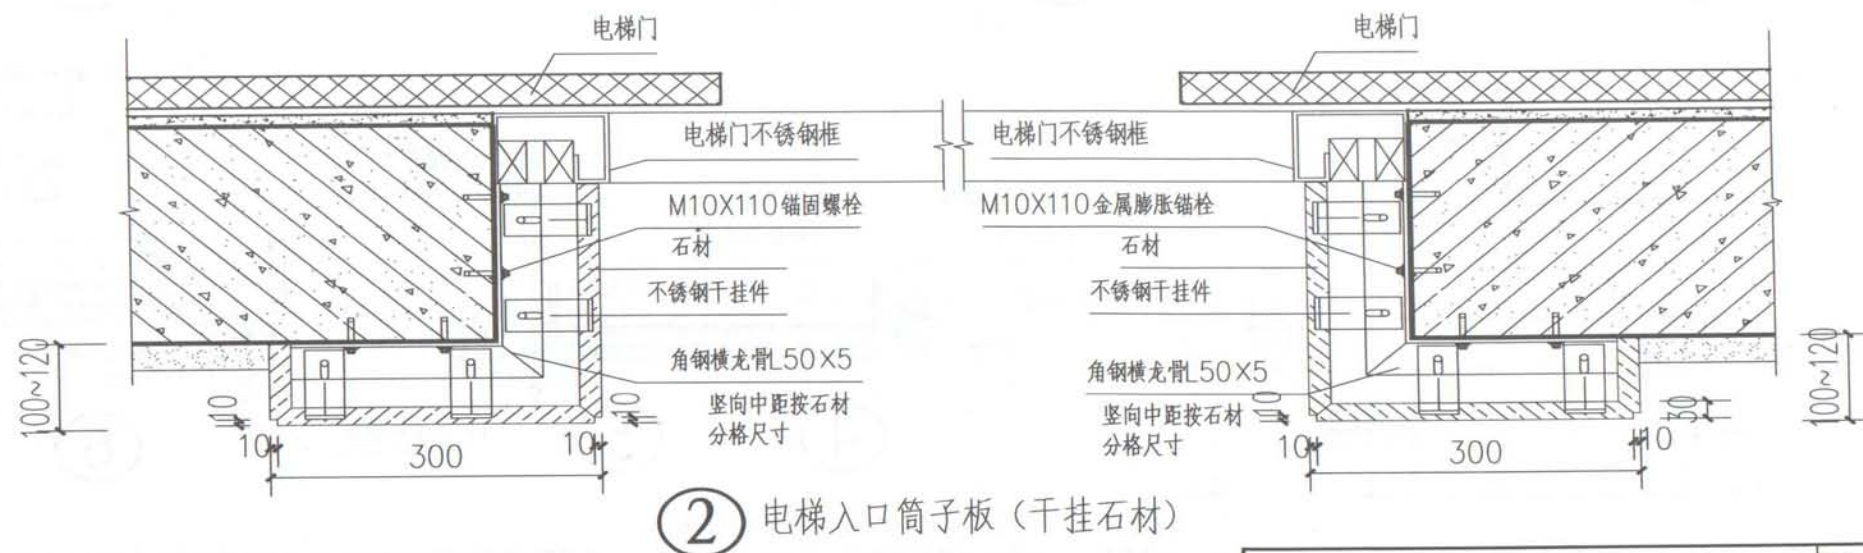 电梯门
电梯门
电梯门不锈钢框
电梯门不锈钢框
M10X110锚固螺栓
M10X110金属膨胀锚栓
石材
石材
不锈钢干挂件
不锈钢干挂件
角钢横龙骨L50X5
角钢横龙骨L50X5
竖向中距按石材
分格尺寸
竖向中距按石材
分格尺寸
100~120
10
10
10
300
10
10
10
300
30
10
100~120
② 电梯入口筒子板(干挂石材)